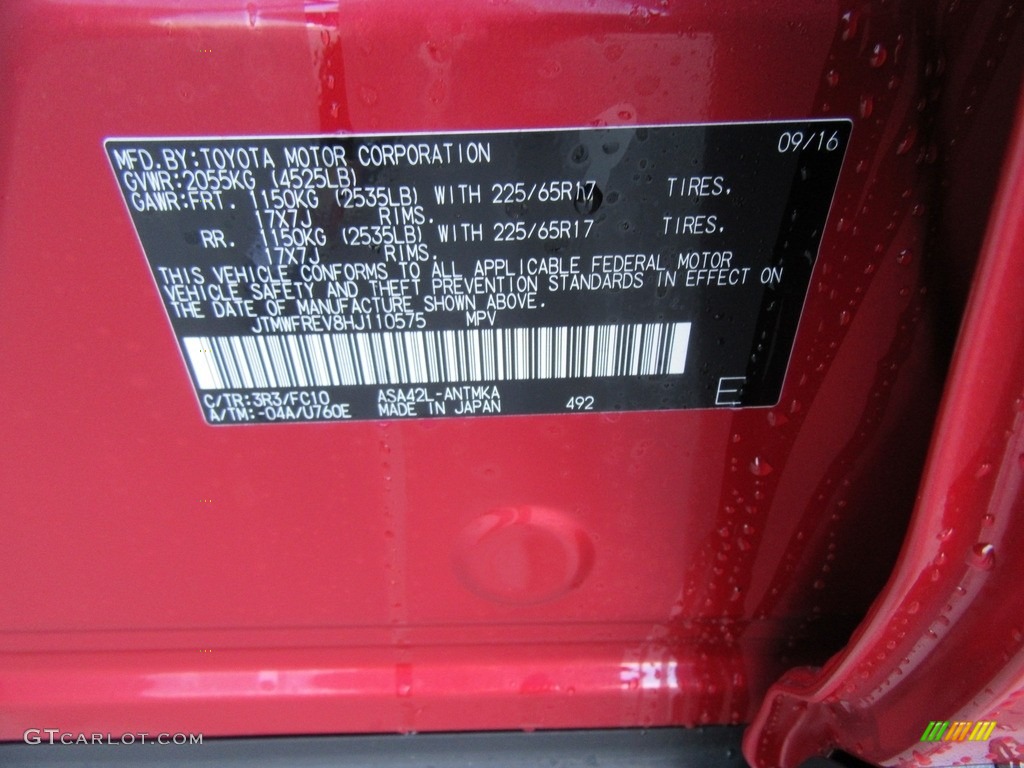 MFD.BY:TOYOTA MOTOR CORPORATION 09/16
GVWR:2055KG (4525LB)
GAWR:FRT. 1150KG (2535LB) WITH 225/65R17 TIRES.
17X7J RIMS.
RR. 1150KG (2535LB) WITH 225/65R17 TIRES.
17X7J RIMS.
THIS VEHICLE CONFORMS TO ALL APPLICABLE FEDERAL MOTOR
VEHICLE SAFETY AND THEFT PREVENTION STANDARDS IN EFFECT ON
THE DATE OF MANUFACTURE SHOWN ABOVE.
JTMWFREV8HJ110575 MPV
C/TR:3R3/FC10 ASA42L-ANTMKA
A/TM:-04A/U760E MADE IN JAPAN 492 E
GTCARLOT.COM